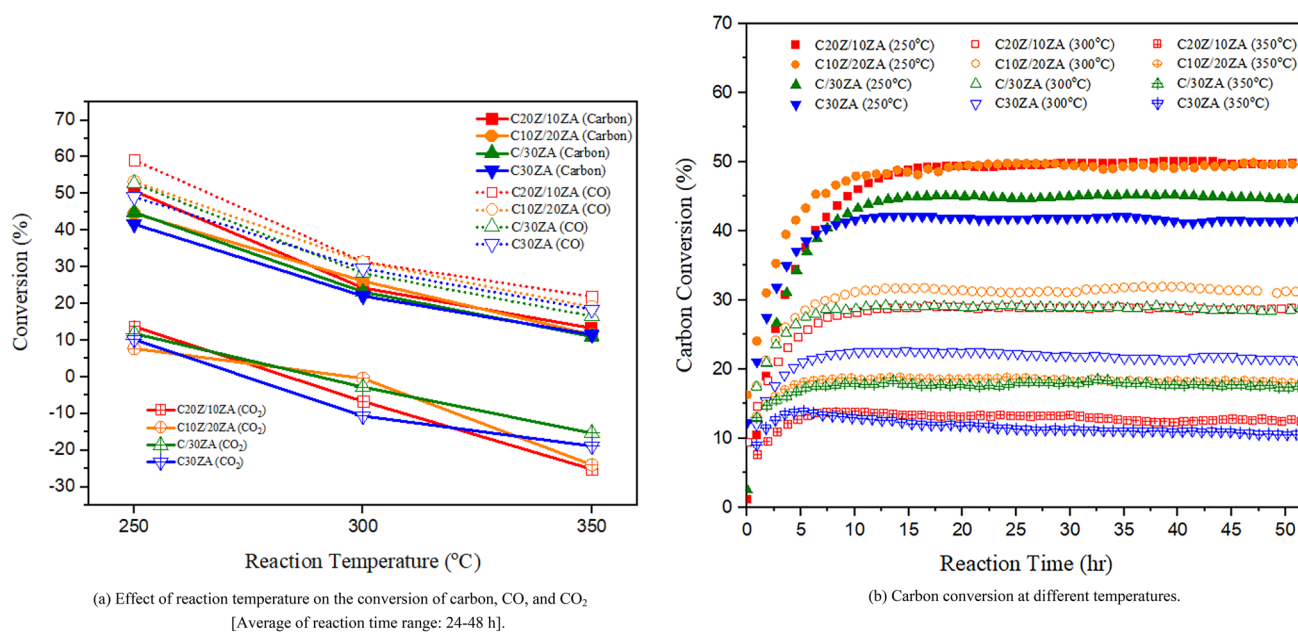 70
60
50
40
30
20
10
0
-10
-20
-30
Conversion (%)
C20Z/10ZA (Carbon)
C10Z/20ZA (Carbon)
C/30ZA (Carbon)
C30ZA (Carbon)
C20Z/10ZA (CO)
C10Z/20ZA (CO)
C/30ZA (CO)
C30ZA (CO)
C20Z/10ZA (CO₂)
C10Z/20ZA (CO₂)
C/30ZA (CO₂)
C30ZA (CO₂)
250 300 350
Reaction Temperature (°C)
(a) Effect of reaction temperature on the conversion of carbon, CO, and CO₂
[Average of reaction time range: 24-48 h].
70
60
50
40
30
20
10
0
Carbon Conversion (%)
C20Z/10ZA (250°C) C20Z/10ZA (300°C) C20Z/10ZA (350°C)
C10Z/20ZA (250°C) C10Z/20ZA (300°C) C10Z/20ZA (350°C)
C/30ZA (250°C) C/30ZA (300°C) C/30ZA (350°C)
C30ZA (250°C) C30ZA (300°C) C30ZA (350°C)
0 5 10 15 20 25 30 35 40 45 50
Reaction Time (hr)
(b) Carbon conversion at different temperatures.